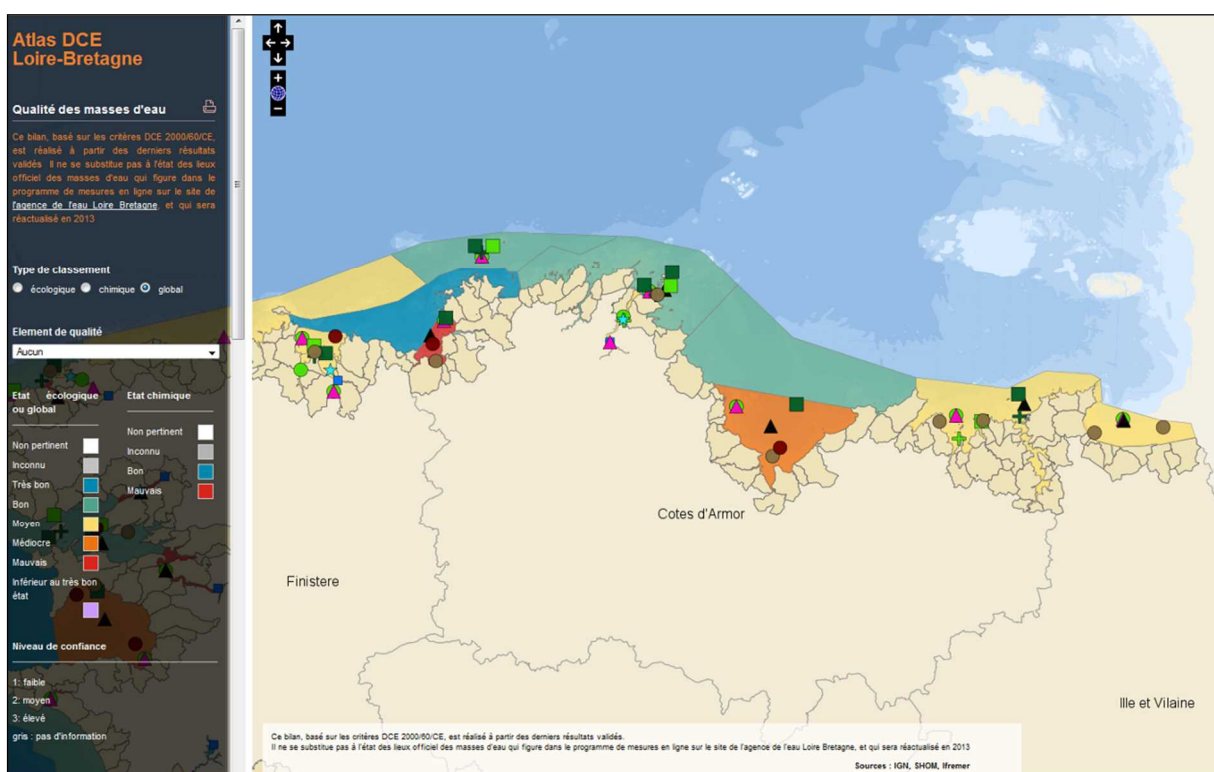 Atlas DCE
Loire-Bretagne
Qualité des masses d'eau
Ce bilan, basé sur les critères DCE 2000/60/CE,
est réalisé à partir des derniers résultats
validés Il ne se substitue pas à l'état des lieux
officiel des masses d'eau qui figure dans le
programme de mesures en ligne sur le site de
l'agence de l'eau Loire Bretagne, et qui sera
réactualisé en 2013
Type de classement
écologique chimique global
Element de qualité
Aucun
Etat écologique
ou global
Non pertinent
Inconnu
Très bon
Bon
Moyen
Médiocre
Mauvais
Inférieur au très bon
état
Etat chimique
Non pertinent
Inconnu
Bon
Mauvais
Niveau de confiance
1: faible
2: moyen
3: élevé
gris : pas d'information
Cotes d'Armor
Finistere
Ille et Vilaine
Ce bilan, basé sur les critères DCE 2000/60/CE, est réalisé à partir des derniers résultats validés.
Il ne se substitue pas à l'état des lieux officiel des masses d'eau qui figure dans le programme de mesures en ligne sur le site de l'agence de l'eau Loire Bretagne, et qui sera réactualisé en 2013
Sources : IGN, SHOM, Ifremer